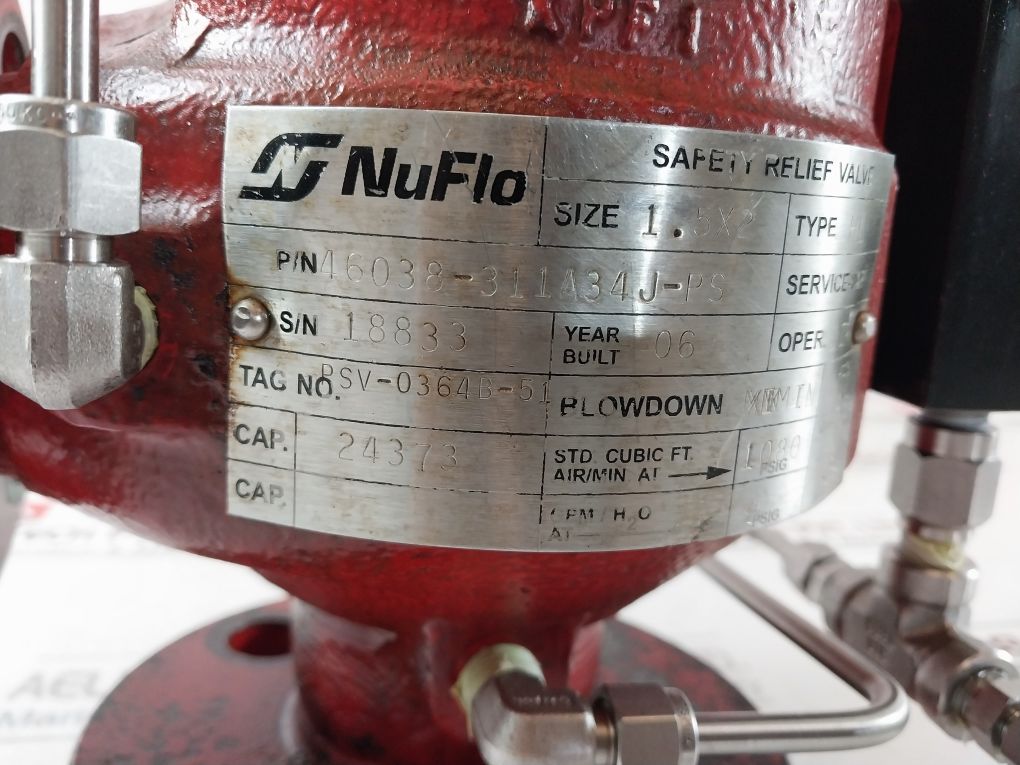 NuFlo
SAFETY RELIEF VALVE
SIZE 1.5X2 TYPE
P/N 46038-311A34J-PS SERVICE
S/N 18833 YEAR BUILT 06 OPER.
TAG NO. PSV-0364B-51 BLOWDOWN
CAP. 24373 STD. CUBIC FT. AIR/MIN AT PSIG
CAP. GPM/H2O AT PSIG